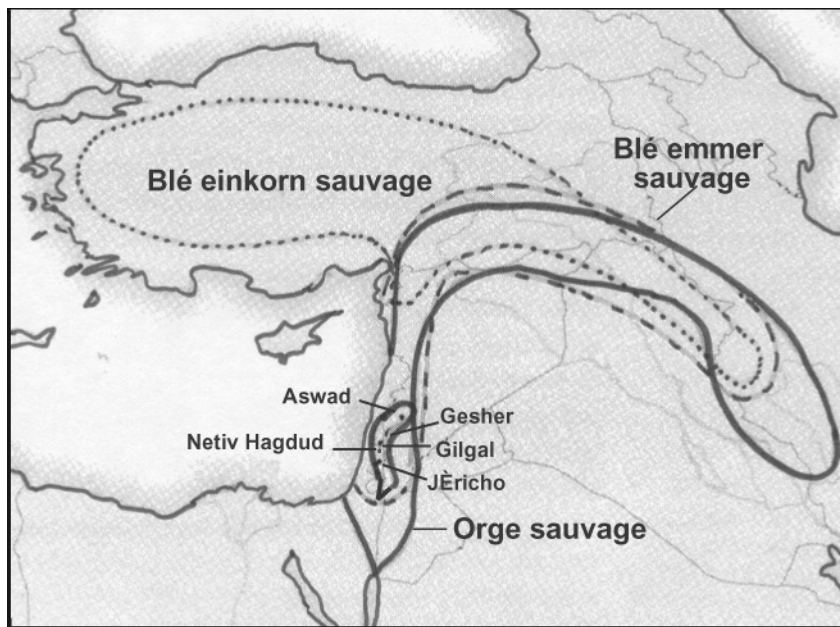 Blé emmer
sauvage
Blé einkorn sauvage
Aswad
Gesher
Netiv Hagdud
Gilgal
JÈricho
Orge sauvage